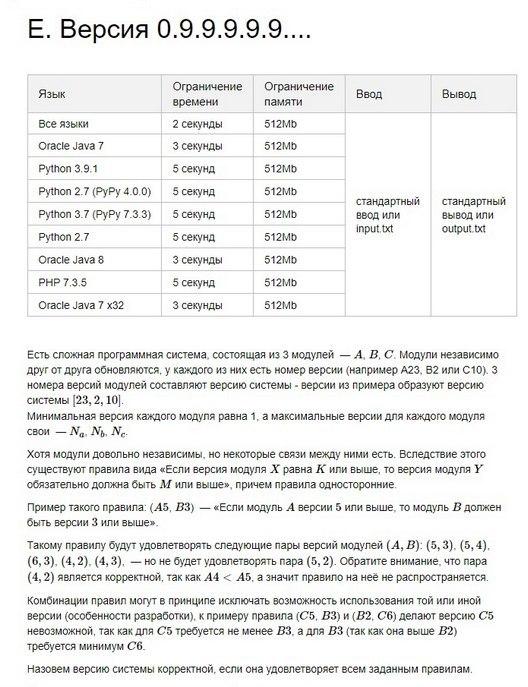 Е. Версия 0.9.9.9.9.9....
Язык Ограничение времени Ограничение памяти Ввод Вывод
Все языки 2 секунды 512Mb
Oracle Java 7 3 секунды 512Mb
Python 3.9.1 5 секунд 512Mb
Python 2.7 (PyPy 4.0.0) 5 секунд 512Mb
Python 3.7 (PyPy 7.3.3) 5 секунд 512Mb
Python 2.7 5 секунд 512Mb
Oracle Java 8 3 секунды 512Mb
PHP 7.3.5 5 секунд 512Mb
Oracle Java 7 x32 3 секунды 512Mb
стандартный
ввод или
input.txt
стандартный
вывод или
output.txt
Есть сложная программная система, состоящая из 3 модулей — A, B, C. Модули независимо
друг от друга обновляются, у каждого из них есть номер версии (например A23, B2 или C10). 3
номера версий модулей составляют версию системы - версии из примера образуют версию
системы [23, 2, 10].
Минимальная версия каждого модуля равна 1, а максимальные версии для каждого модуля
свои — Na, Nb, Nc.
Хотя модули довольно независимы, но некоторые связи между ними есть. Вследствие этого
существуют правила вида «Если версия модуля X равна K или выше, то версия модуля Y
обязательно должна быть M или выше», причем правила односторонние.
Пример такого правила: (A5, B3) — «Если модуль A версии 5 или выше, то модуль B должен
быть версии 3 или выше».
Такому правилу будут удовлетворять следующие пары версий модулей (A, B): (5, 3), (5, 4),
(6, 3), (4, 2), (4, 3), — но не будет удовлетворять пара (5, 2). Обратите внимание, что пара
(4, 2) является корректной, так как A4 < A5, а значит правило на неё не распространяется.
Комбинации правил могут в принципе исключать возможность использования той или иной
версии (особенности разработки), к примеру правила (C5, B3) и (B2, C6) делают версию C5
невозможной, так как для C5 требуется не менее B3, а для B3 (так как она выше B2)
требуется минимум C6.
Назовем версию системы корректной, если она удовлетворяет всем заданным правилам.